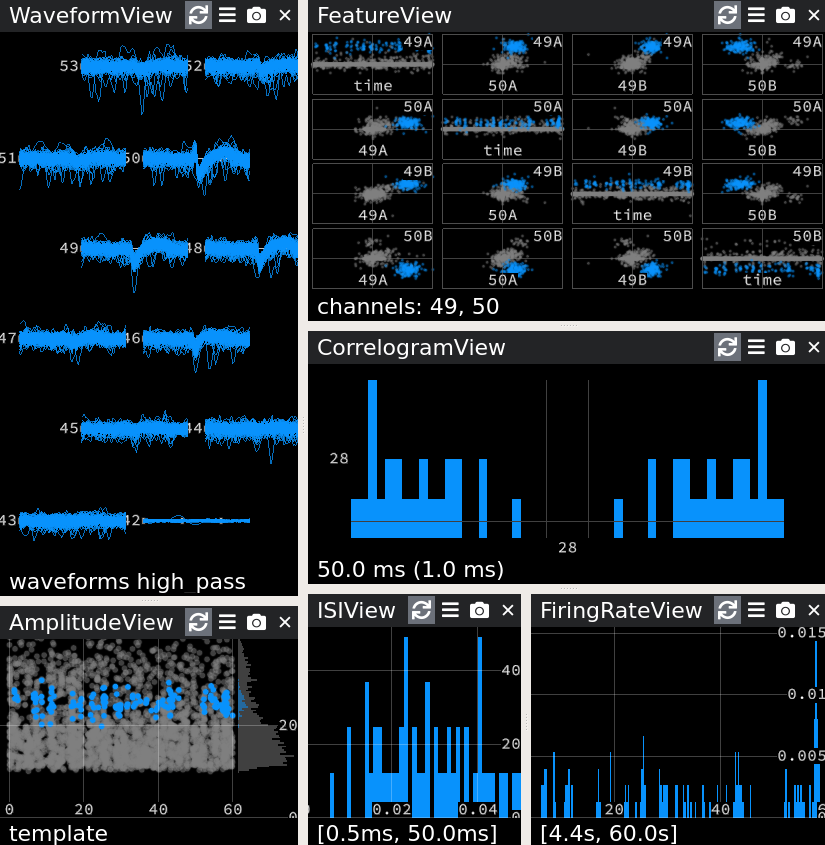 WaveformView
53
52
51
50
49
48
47
46
45
44
43
42
waveforms high_pass
AmplitudeView
20
0
0 20 40 60
template
FeatureView
49A 49A 49A 49A
time 50A 49B 50B
50A 50A 50A 50A
49A time 49B 50B
49B 49B 49B 49B
49A 50A time 50B
50B 50B 50B 50B
49A 50A 49B time
channels: 49, 50
CorrelogramView
28
28
50.0 ms (1.0 ms)
ISIView
40
20
0.02 0.04
[0.5ms, 50.0ms]
FiringRateView
0.015
0.01
0.005
20 40
[4.4s, 60.0s]